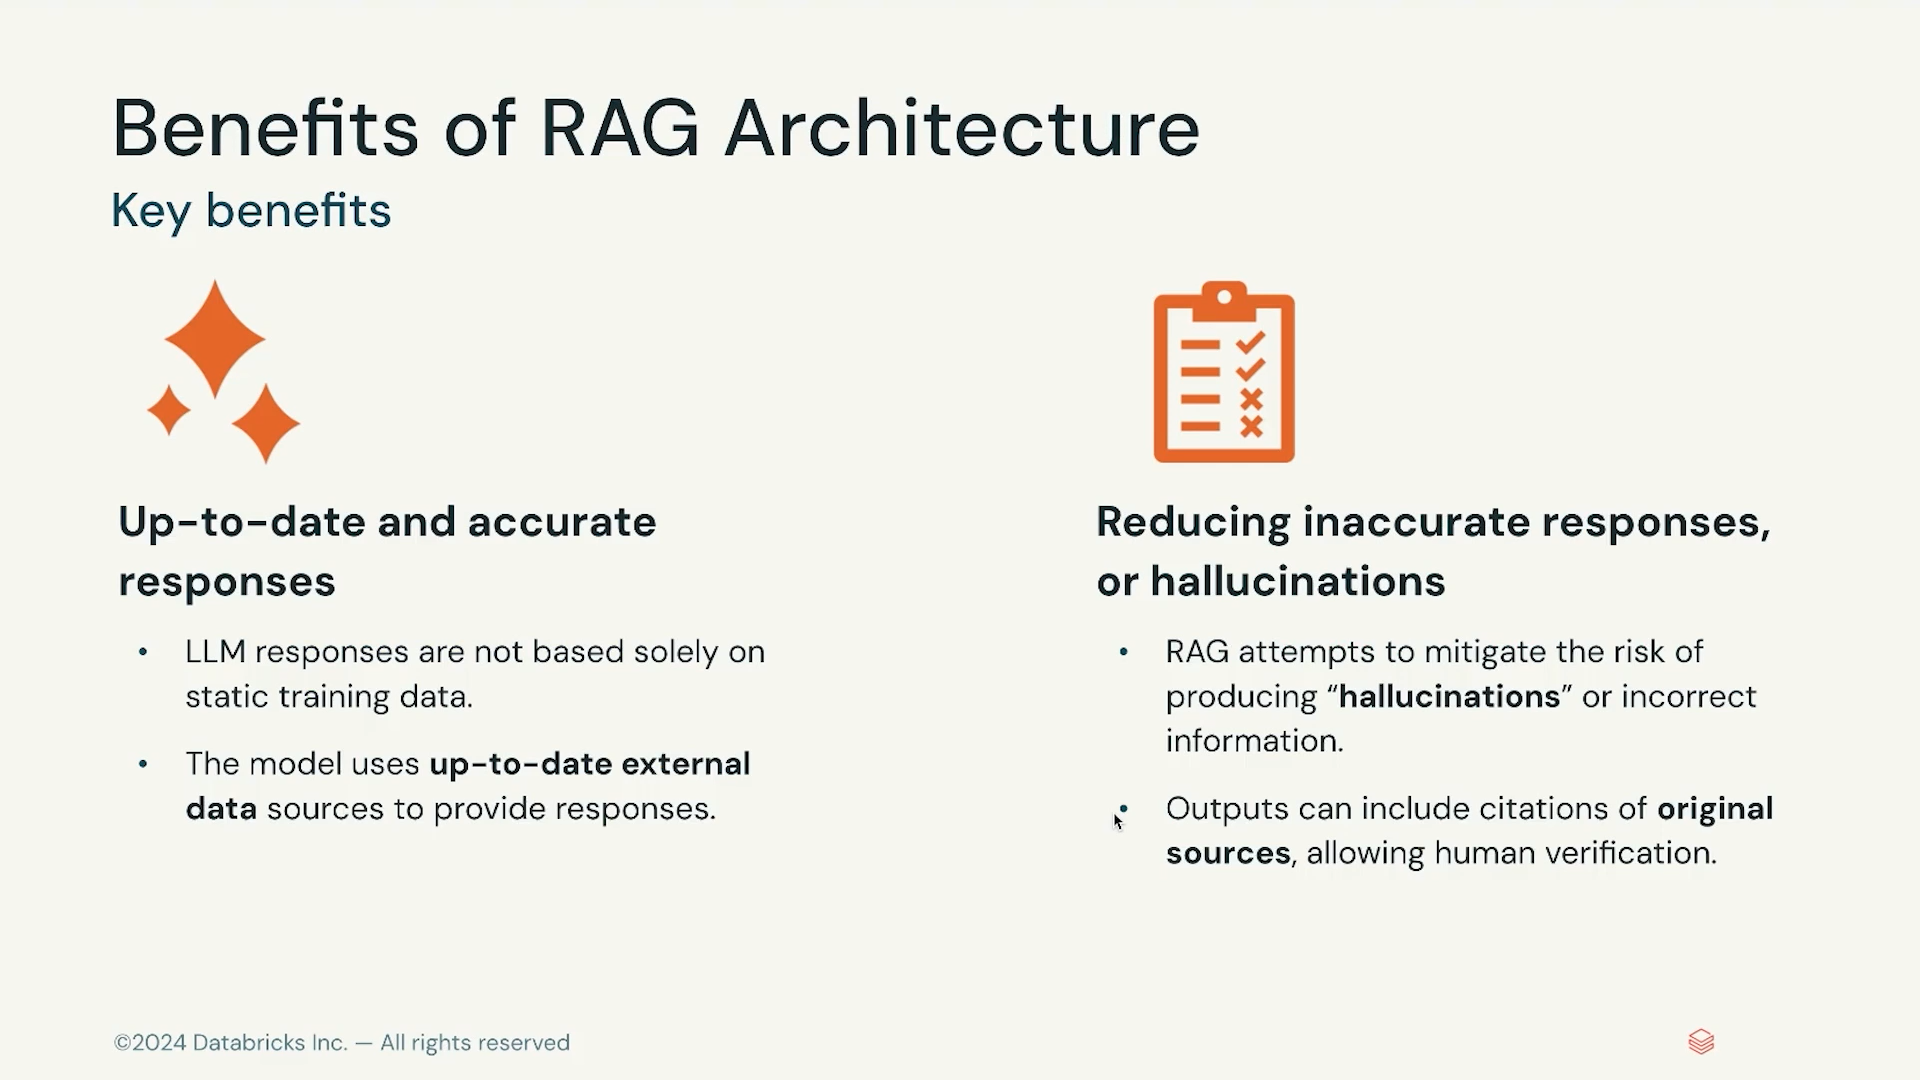 Benefits of RAG Architecture
Key benefits
Up-to-date and accurate
responses
• LLM responses are not based solely on
static training data.
• The model uses up-to-date external
data sources to provide responses.
Reducing inaccurate responses,
or hallucinations
• RAG attempts to mitigate the risk of
producing “hallucinations” or incorrect
information.
• Outputs can include citations of original
sources, allowing human verification.
©2024 Databricks Inc. — All rights reserved